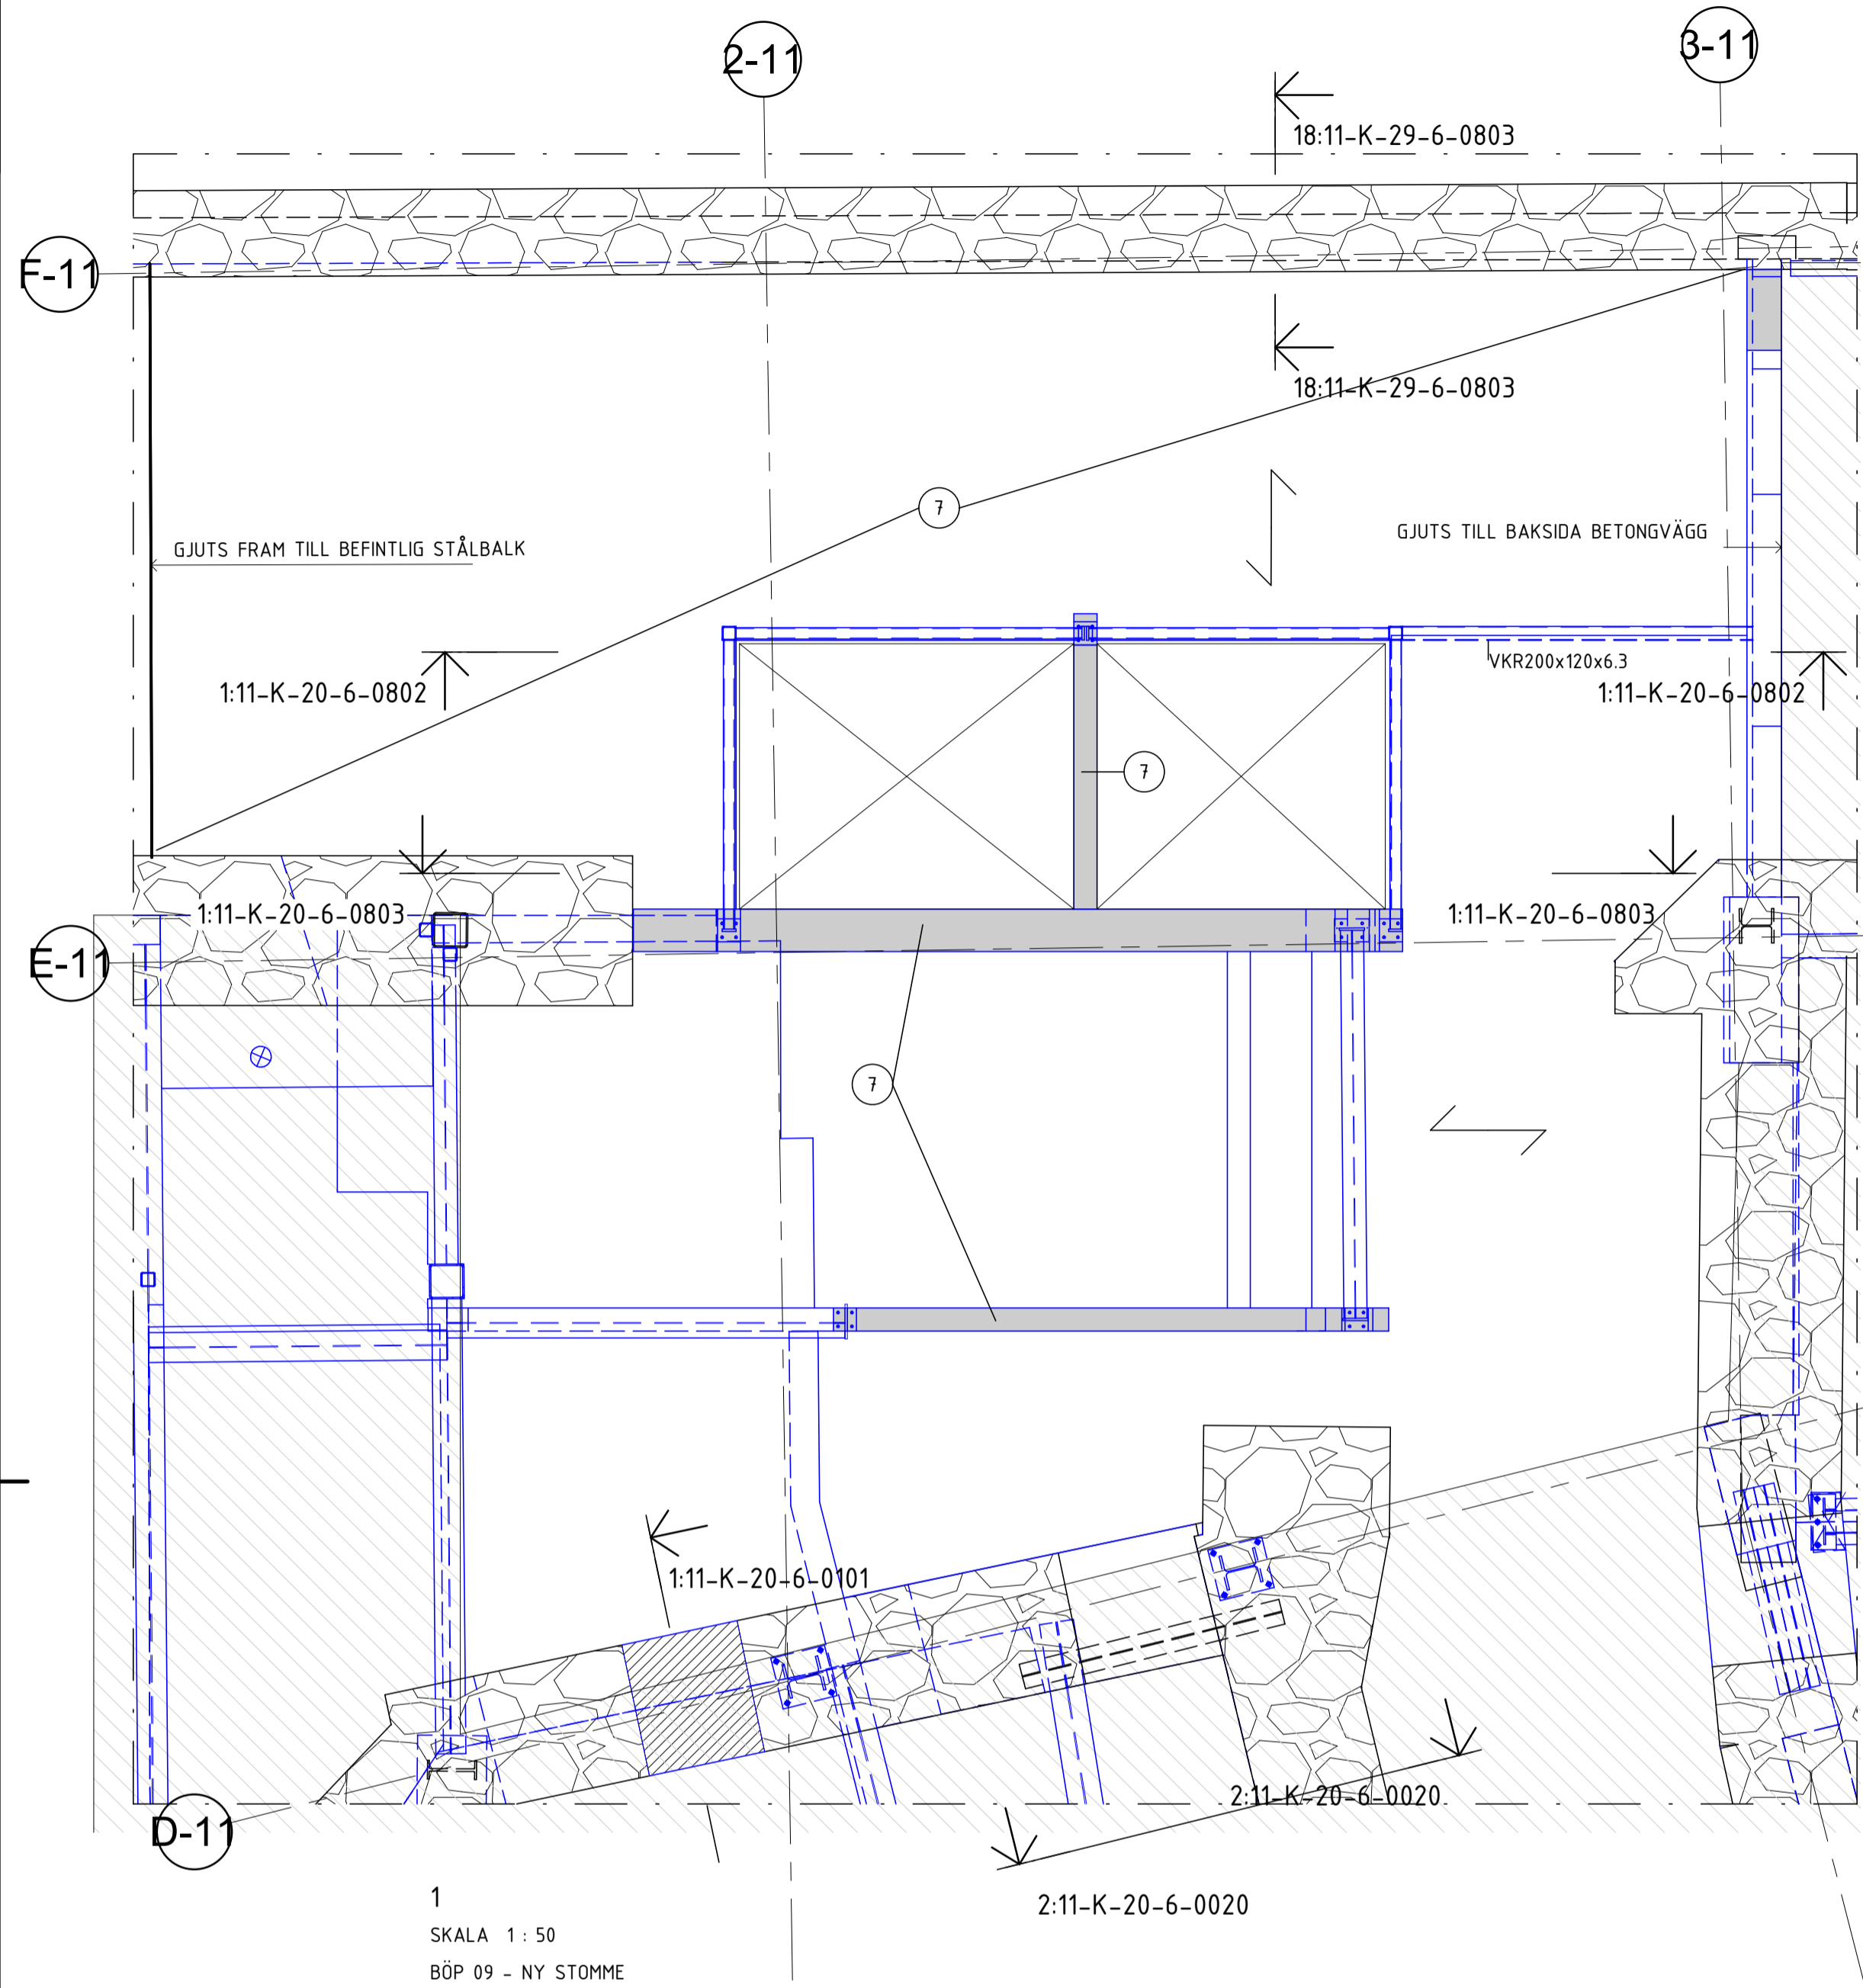 2-11
3-11
18:11-K-29-6-0803
F-11
18:11-K-29-6-0803
7
GJUTS FRAM TILL BEFINTLIG STÅLBALK
GJUTS TILL BAKSIDA BETONGVÄGG
VKR200x120x6.3
1:11-K-20-6-0802
1:11-K-20-6-0802
7
1:11-K-20-6-0803
1:11-K-20-6-0803
E-11
7
1:11-K-20-6-0101
2:11-K-20-6-0020
D-11
1
2:11-K-20-6-0020
SKALA 1 : 50
BÖP 09 - NY STOMME